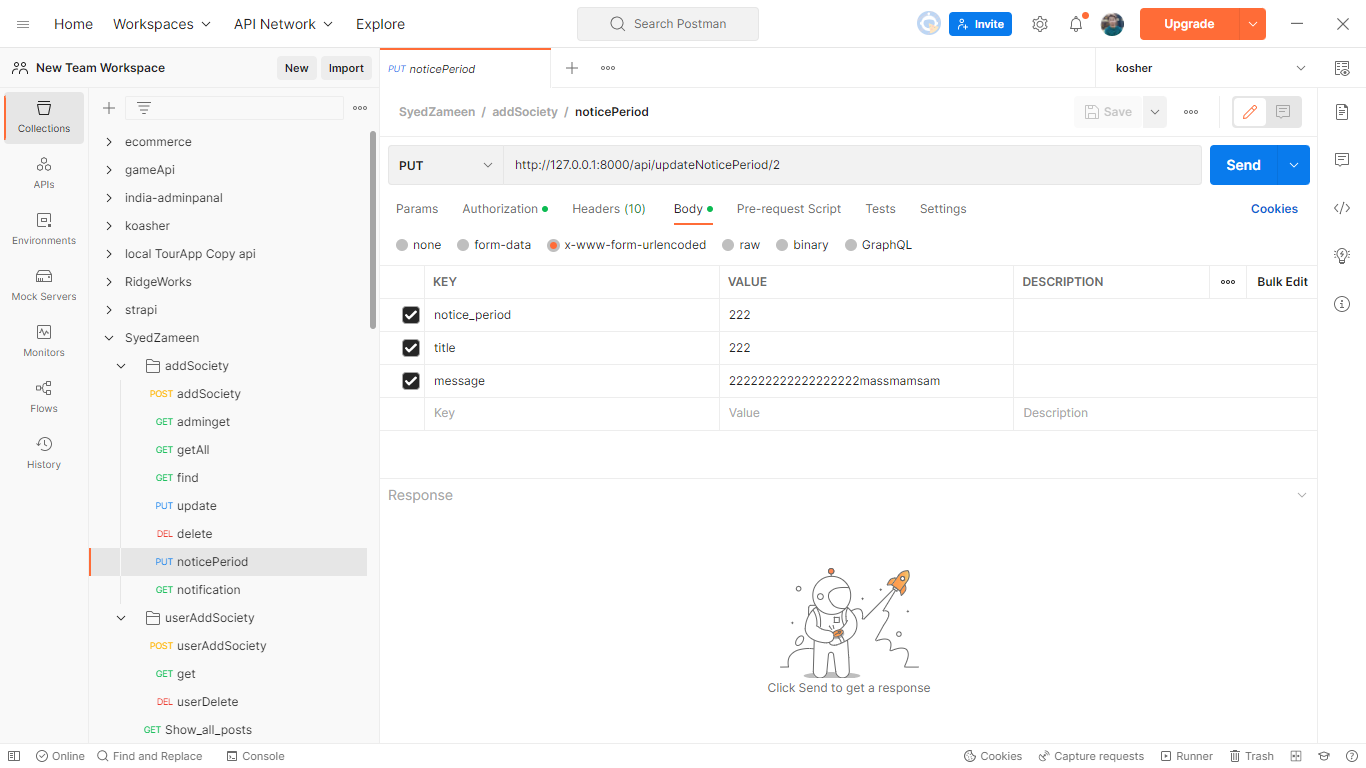 Home Workspaces API Network Explore Search Postman Invite Upgrade
New Team Workspace New Import PUT noticePeriod kosher
Collections
APIs
Environments
Mock Servers
Monitors
Flows
History
ecommerce
gameApi
india-adminpanal
koasher
local TourApp Copy api
RidgeWorks
strapi
SyedZameen
addSociety
POST addSociety
GET adminget
GET getAll
GET find
PUT update
DEL delete
PUT noticePeriod
GET notification
userAddSociety
POST userAddSociety
GET get
DEL userDelete
GET Show_all_posts
SyedZameen / addSociety / noticePeriod Save
PUT http://127.0.0.1:8000/api/updateNoticePeriod/2 Send
Params Authorization Headers (10) Body Pre-request Script Tests Settings Cookies
none form-data x-www-form-urlencoded raw binary GraphQL
KEY VALUE DESCRIPTION Bulk Edit
notice_period 222
title 222
message 222222222222222222massmamsam
Key Value Description
Response
Click Send to get a response
Online Find and Replace Console Cookies Capture requests Runner Trash